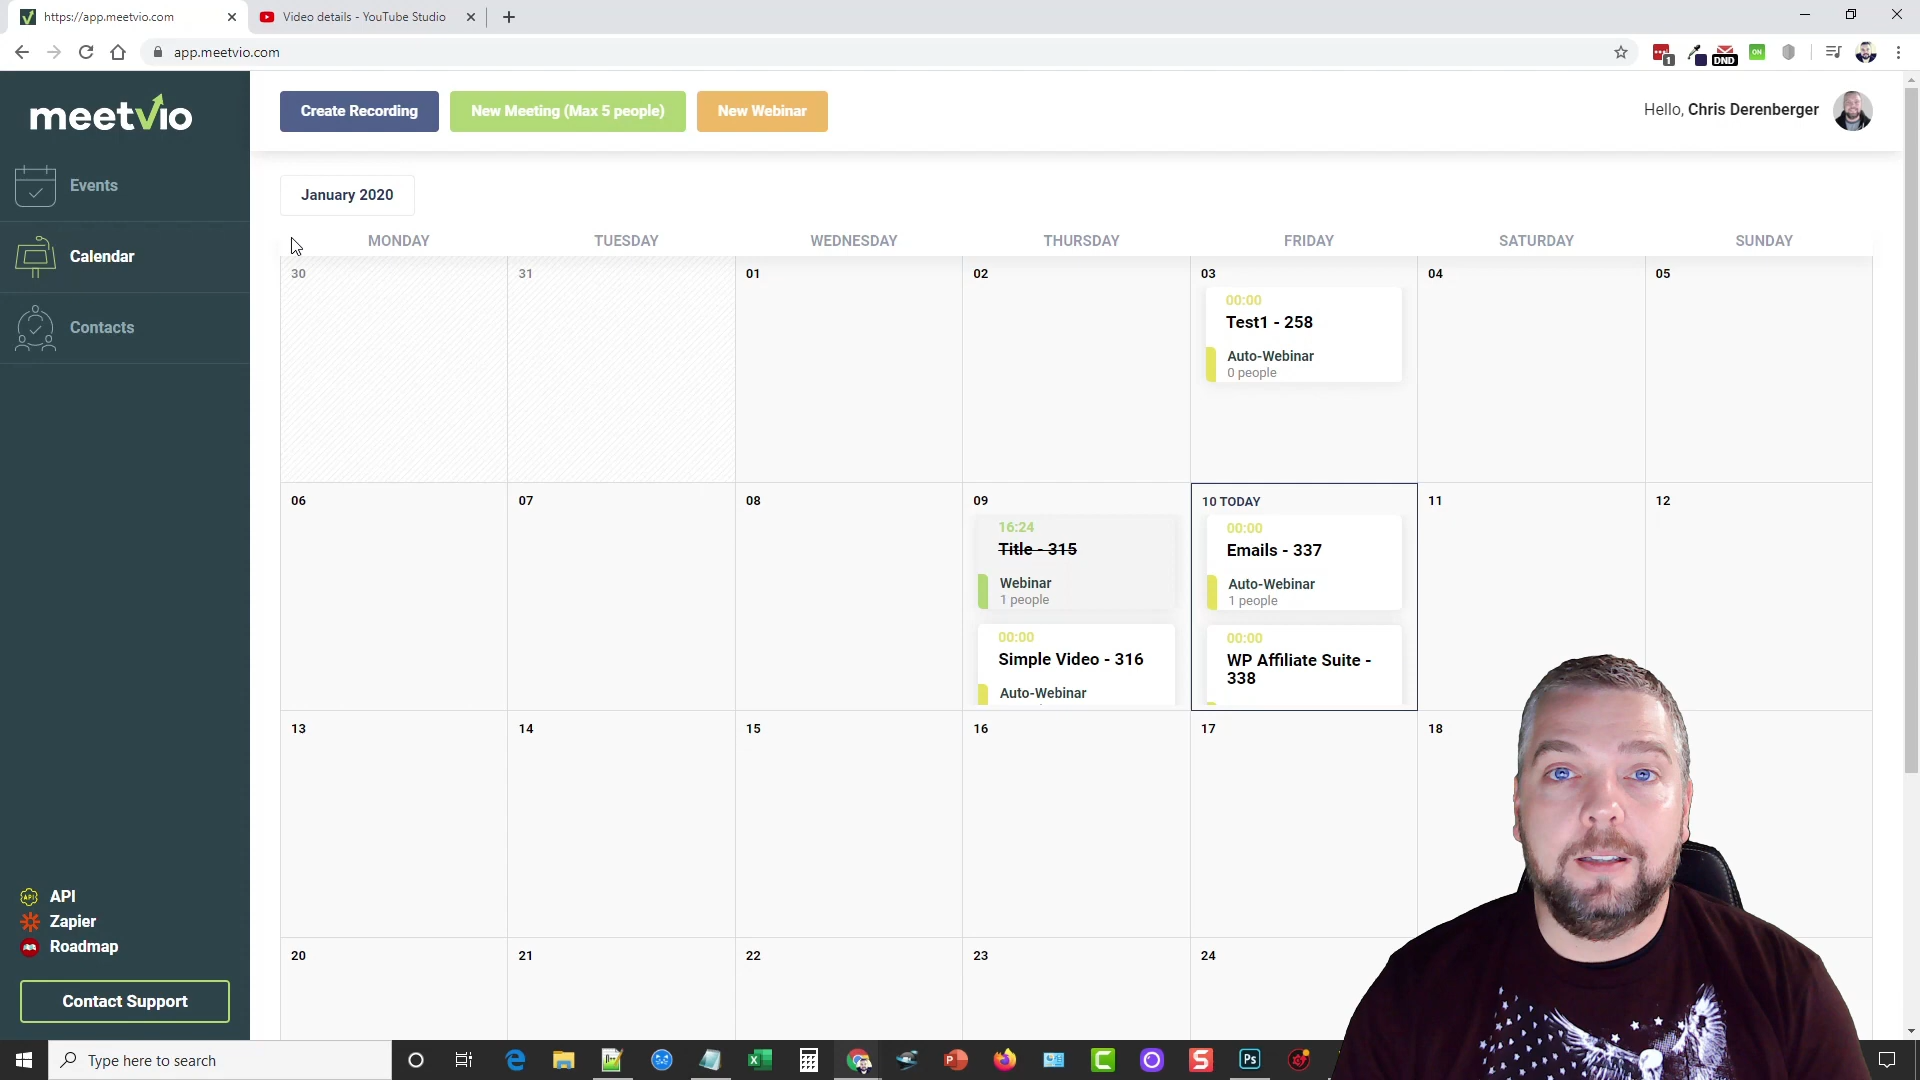 https://app.meetvio.com
Video details - YouTube Studio
app.meetvio.com
1
DND
ON
meetvio
Create Recording
New Meeting (Max 5 people)
New Webinar
Hello, Chris Derenberger
Events
Calendar
Contacts
January 2020
MONDAY
TUESDAY
WEDNESDAY
THURSDAY
FRIDAY
SATURDAY
SUNDAY
30
31
01
02
03
04
05
00:00
Test1 - 258
Auto-Webinar
0 people
06
07
08
09
10 TODAY
11
12
16:24
Title - 315
Webinar
1 people
00:00
Simple Video - 316
Auto-Webinar
00:00
Emails - 337
Auto-Webinar
1 people
00:00
WP Affiliate Suite -
338
13
14
15
16
17
18
20
21
22
23
24
API
API
Zapier
Roadmap
Contact Support
Type here to search